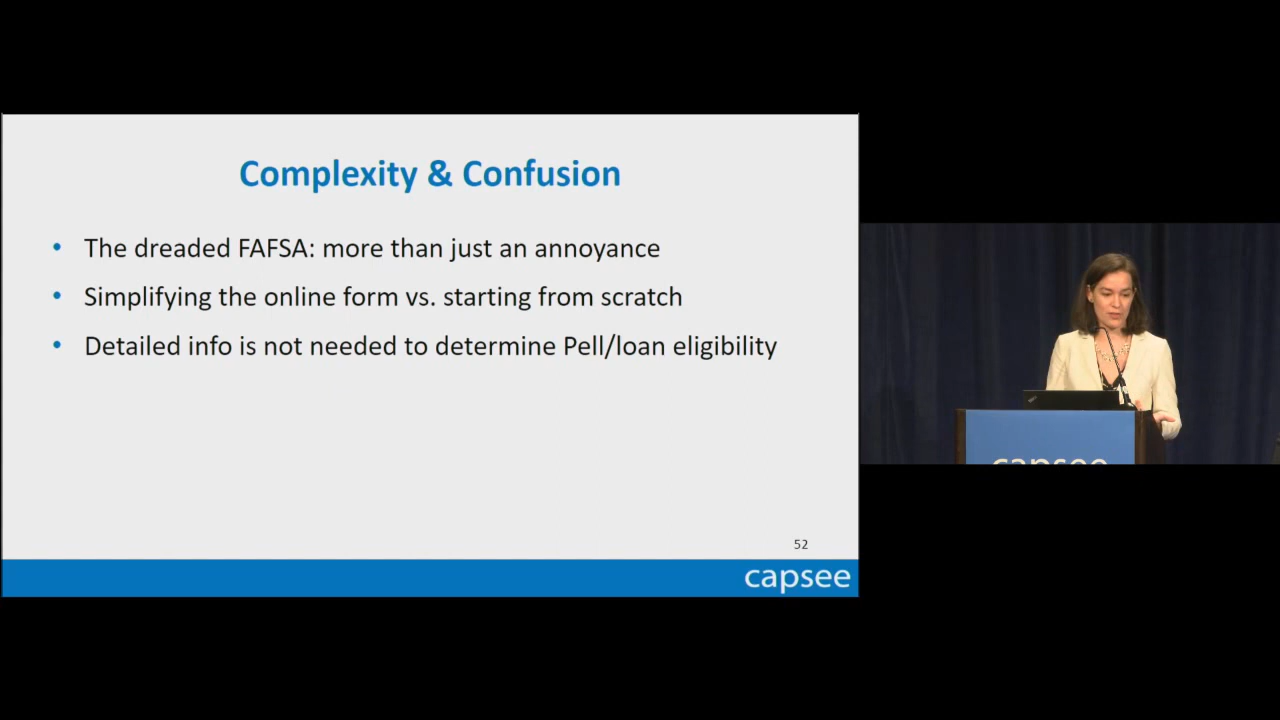 Complexity & Confusion
• The dreaded FAFSA: more than just an annoyance
• Simplifying the online form vs. starting from scratch
• Detailed info is not needed to determine Pell/loan eligibility
52
capsee
capsee